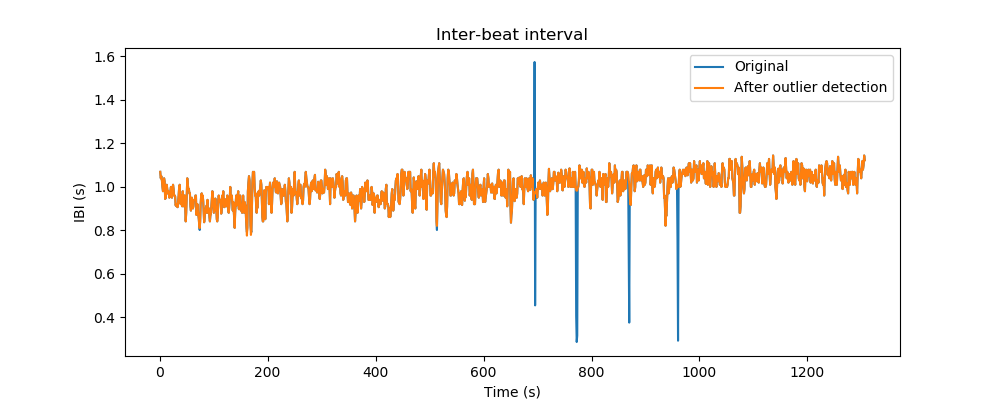 Inter-beat interval
Original
After outlier detection
IBI (s)
1.6
1.4
1.2
1.0
0.8
0.6
0.4
0
200
400
600
800
1000
1200
Time (s)